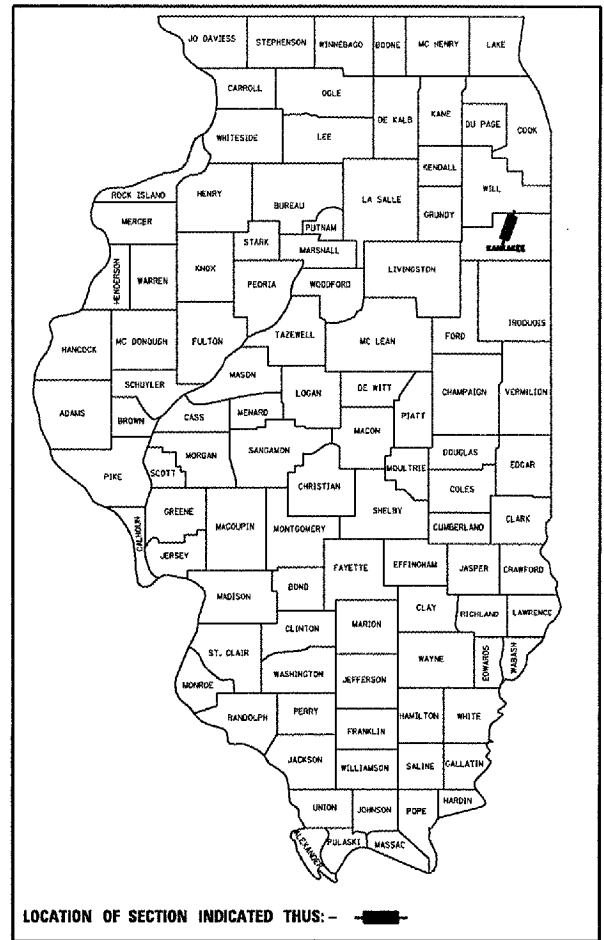 JO DAVIESS STEPHENSON WINNEBAGO BOONE MC HENRY LAKE
CARROLL OGLE
DE KALB KANE DU PAGE COOK
WHITESIDE LEE
KENDALL WILL
ROCK ISLAND HENRY BUREAU LA SALLE GRUNDY
MERCER PUTNAM
STARK MARSHALL KANKAKEE
HENDERSON WARREN KNOX PEORIA WOODFORD LIVINGSTON
IROQUOIS
HANCOCK MC DONOUGH FULTON TAZEWELL MC LEAN FORD
SCHUYLER MASON
ADAMS BROWN CASS MENARD LOGAN DE WITT PIATT CHAMPAIGN VERMILION
MACON
MORGAN SANGAMON DOUGLAS EDGAR
PIKE SCOTT CHRISTIAN MOULTRIE COLES
GREENE SHELBY
CALHOUN MACOUPIN MONTGOMERY CUMBERLAND CLARK
JERSEY
FAYETTE EFFINGHAM JASPER CRAWFORD
MADISON BOND
CLAY RICHLAND LAWRENCE
CLINTON MARION
ST. CLAIR WAYNE EDWARDS WABASH
WASHINGTON JEFFERSON
MONROE
RANDOLPH PERRY HAMILTON WHITE
FRANKLIN
JACKSON WILLIAMSON SALINE GALLATIN
UNION JOHNSON POPE HARDIN
ALEXANDER PULASKI MASSAC
LOCATION OF SECTION INDICATED THUS: –